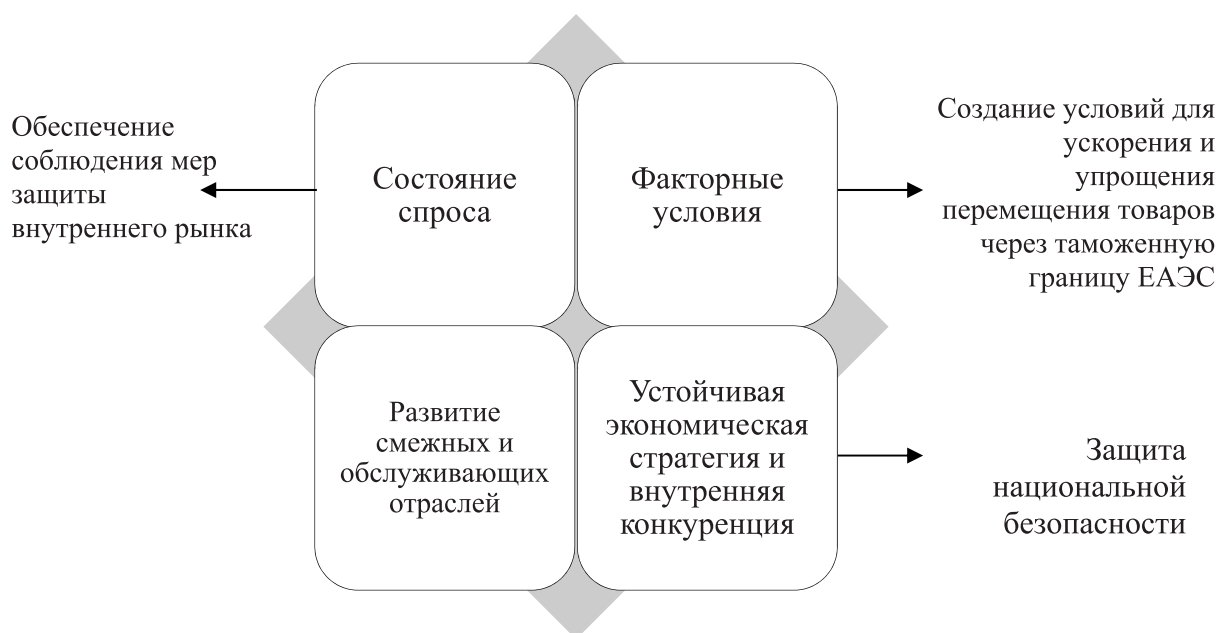 Обеспечение
соблюдения мер
защиты
внутреннего рынка
Состояние
спроса
Факторные
условия
Создание условий для
ускорения и
упрощения
перемещения товаров
через таможенную
границу ЕАЭС
Развитие
смежных и
обслуживающих
отраслей
Устойчивая
экономическая
стратегия и
внутренняя
конкуренция
Защита
национальной
безопасности